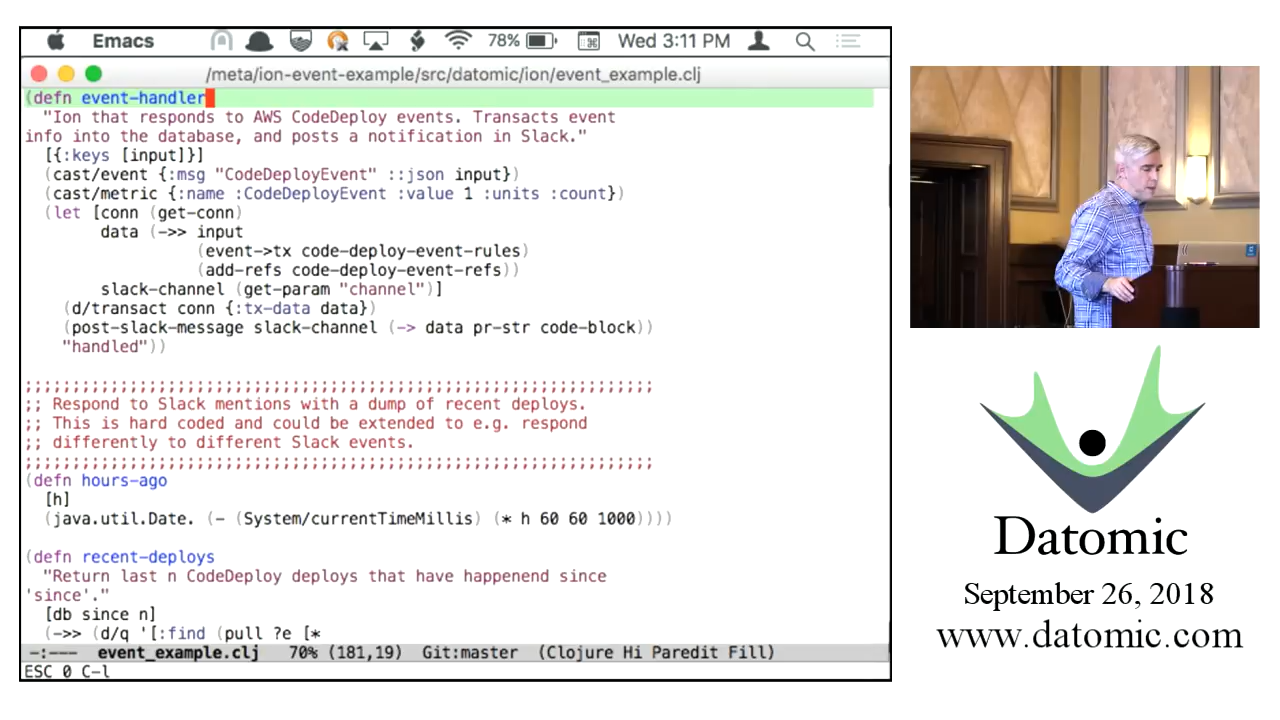 Emacs 78% Wed 3:11 PM
/meta/ion-event-example/src/datomic/ion/event_example.clj
(defn event-handler
"Ion that responds to AWS CodeDeploy events. Transacts event
info into the database, and posts a notification in Slack."
[{:keys [input]}]
(cast/event {:msg "CodeDeployEvent" ::json input})
(cast/metric {:name :CodeDeployEvent :value 1 :units :count})
(let [conn (get-conn)
data (->> input
(event->tx code-deploy-event-rules)
(add-refs code-deploy-event-refs))
slack-channel (get-param "channel")]
(d/transact conn {:tx-data data})
(post-slack-message slack-channel (-> data pr-str code-block))
"handled"))
;;;;;;;;;;;;;;;;;;;;;;;;;;;;;;;;;;;;;;;;;;;;;;;;;;;;;;;;;;;;;;;;;;
;; Respond to Slack mentions with a dump of recent deploys.
;; This is hard coded and could be extended to e.g. respond
;; differently to different Slack events.
;;;;;;;;;;;;;;;;;;;;;;;;;;;;;;;;;;;;;;;;;;;;;;;;;;;;;;;;;;;;;;;;;;
(defn hours-ago
[h]
(java.util.Date. (- (System/currentTimeMillis) (* h 60 60 1000))))
(defn recent-deploys
"Return last n CodeDeploy deploys that have happenend since
'since'."
[db since n]
(->> (d/q '[:find (pull ?e [*
-:--- event_example.clj 70% (181,19) Git:master (Clojure Hi Paredit Fill)
ESC 0 C-l
Datomic
September 26, 2018
www.datomic.com